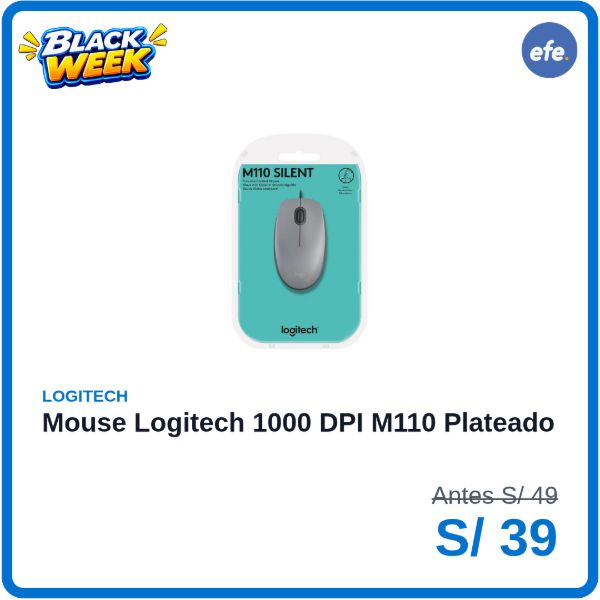 BLACK
WEEK
efe.
M110 SILENT
logitech
LOGITECH
Mouse Logitech 1000 DPI M110 Plateado
Antes S/ 49
S/ 39